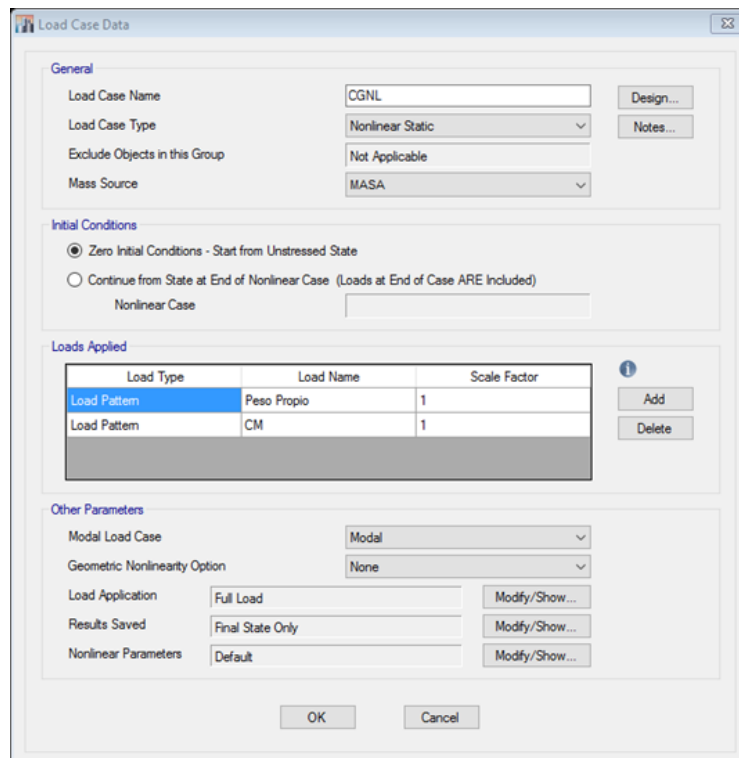 Load Case Data
General
Load Case Name CGNL Design...
Load Case Type Nonlinear Static Notes...
Exclude Objects in this Group Not Applicable
Mass Source MASA
Initial Conditions
Zero Initial Conditions - Start from Unstressed State
Continue from State at End of Nonlinear Case (Loads at End of Case ARE Included)
Nonlinear Case
Loads Applied
Load Type Load Name Scale Factor
Load Pattern Peso Propio 1 Add
Load Pattern CM 1 Delete
Other Parameters
Modal Load Case Modal
Geometric Nonlinearity Option None
Load Application Full Load Modify/Show...
Results Saved Final State Only Modify/Show...
Nonlinear Parameters Default Modify/Show...
OK Cancel